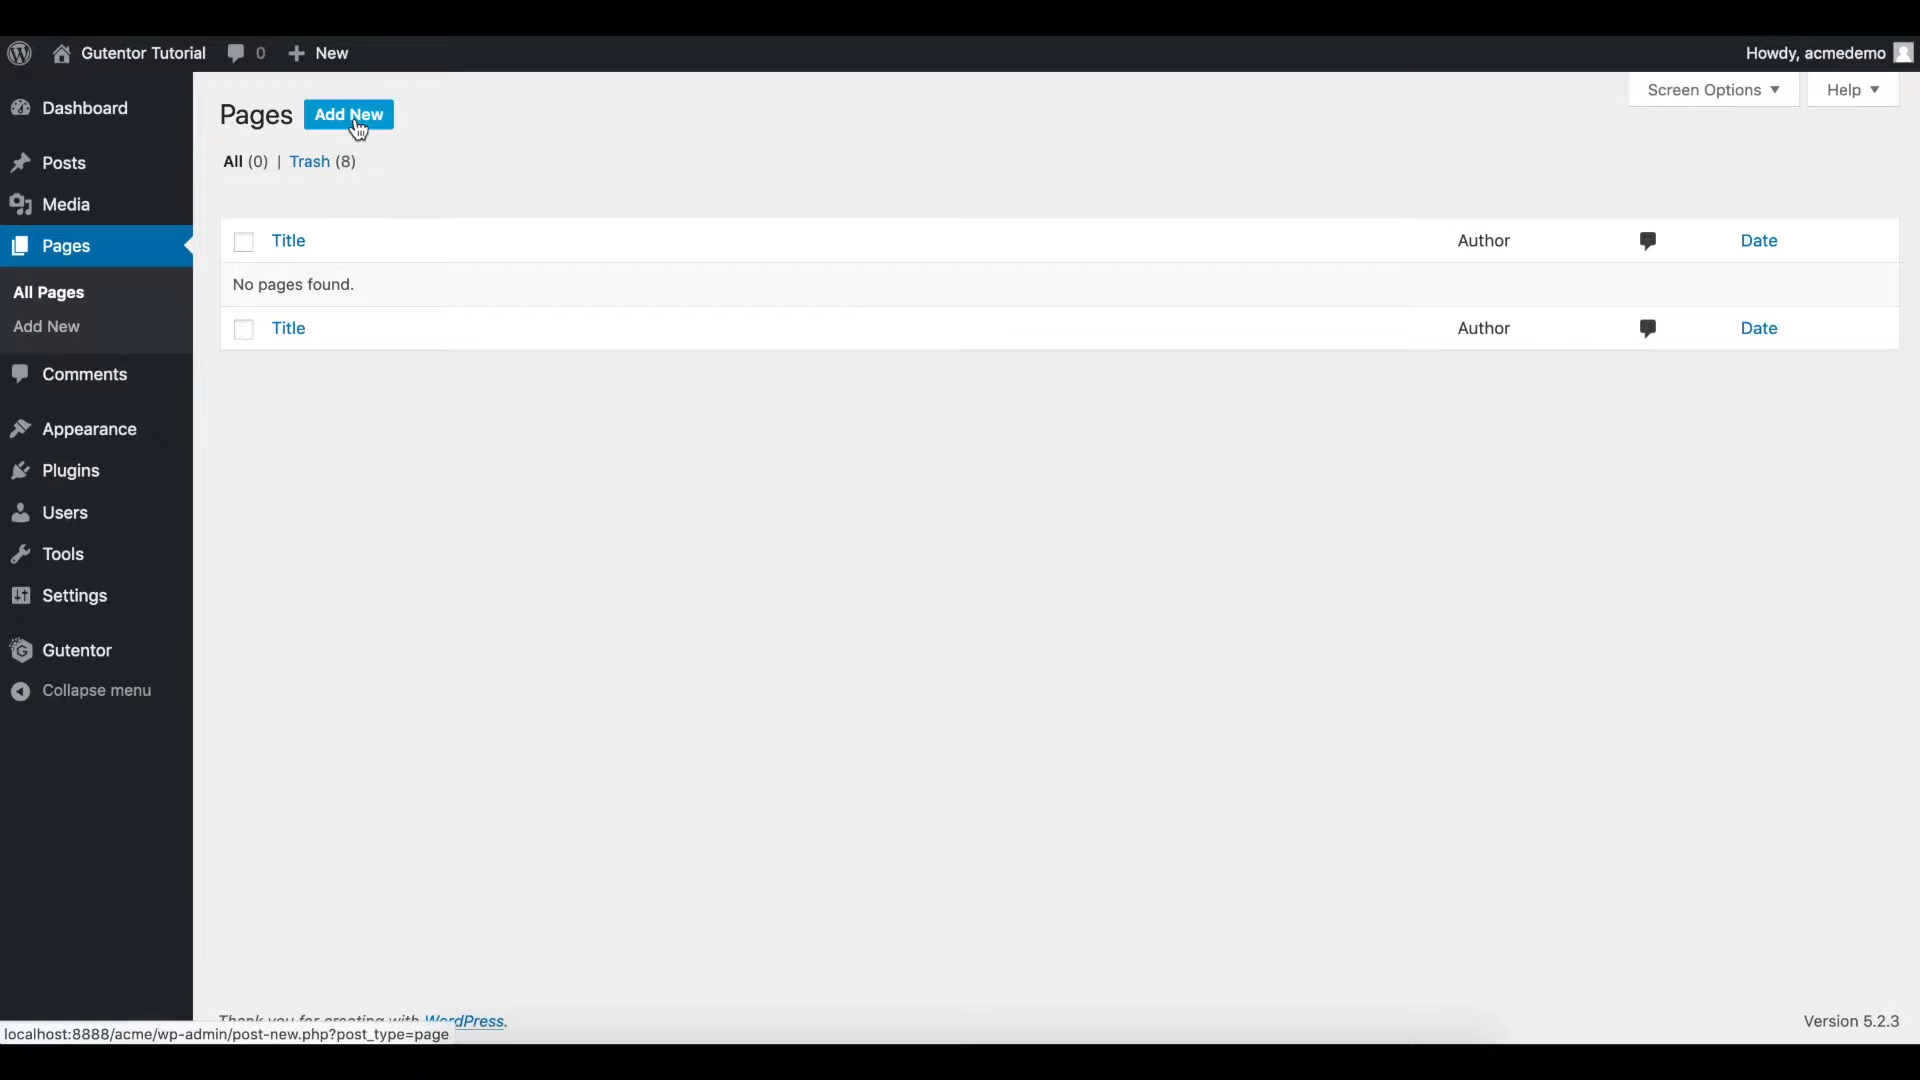 Gutentor Tutorial 0 New Howdy, acmedemo
Screen Options Help
Dashboard
Posts
Media
Pages
All Pages
Add New
Comments
Appearance
Plugins
Users
Tools
Settings
Gutentor
Collapse menu
Pages Add New
All (0) | Trash (8)
Title Author Date
No pages found.
Title Author Date
Thank you for creating with WordPress.
Version 5.2.3
localhost:8888/acme/wp-admin/post-new.php?post_type=page